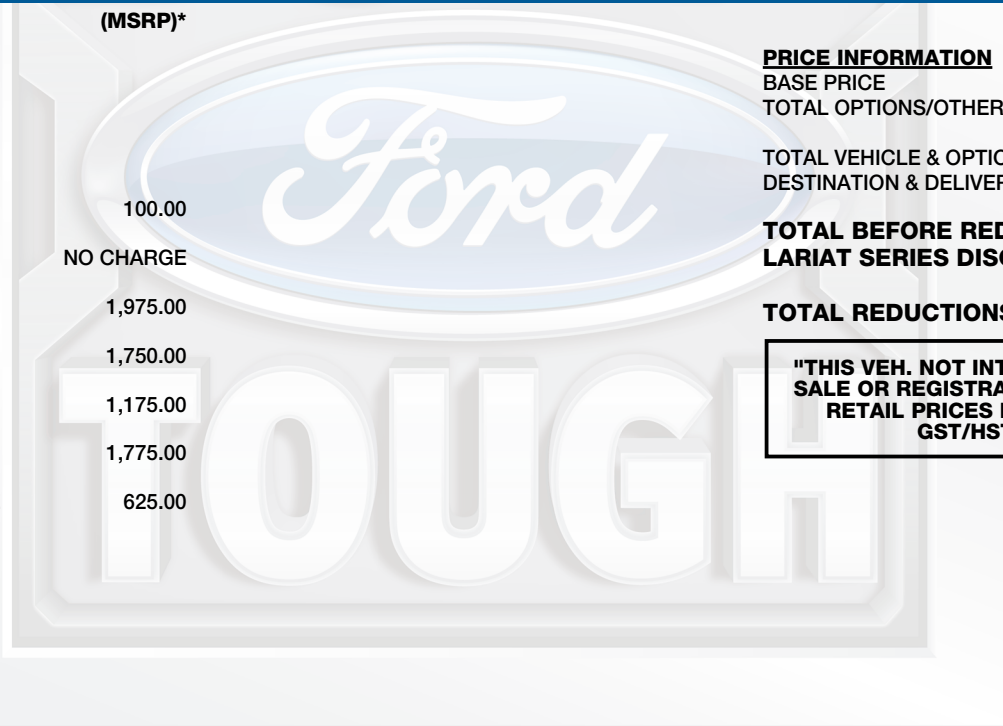 (MSRP)*
100.00
NO CHARGE
1,975.00
1,750.00
1,175.00
1,775.00
625.00
Ford
TOUGH
PRICE INFORMATION
BASE PRICE
TOTAL OPTIONS/OTHER
TOTAL VEHICLE & OPTIO
DESTINATION & DELIVER
TOTAL BEFORE RED
LARIAT SERIES DISC
TOTAL REDUCTIONS
"THIS VEH. NOT INT
SALE OR REGISTRA
RETAIL PRICES
GST/HST